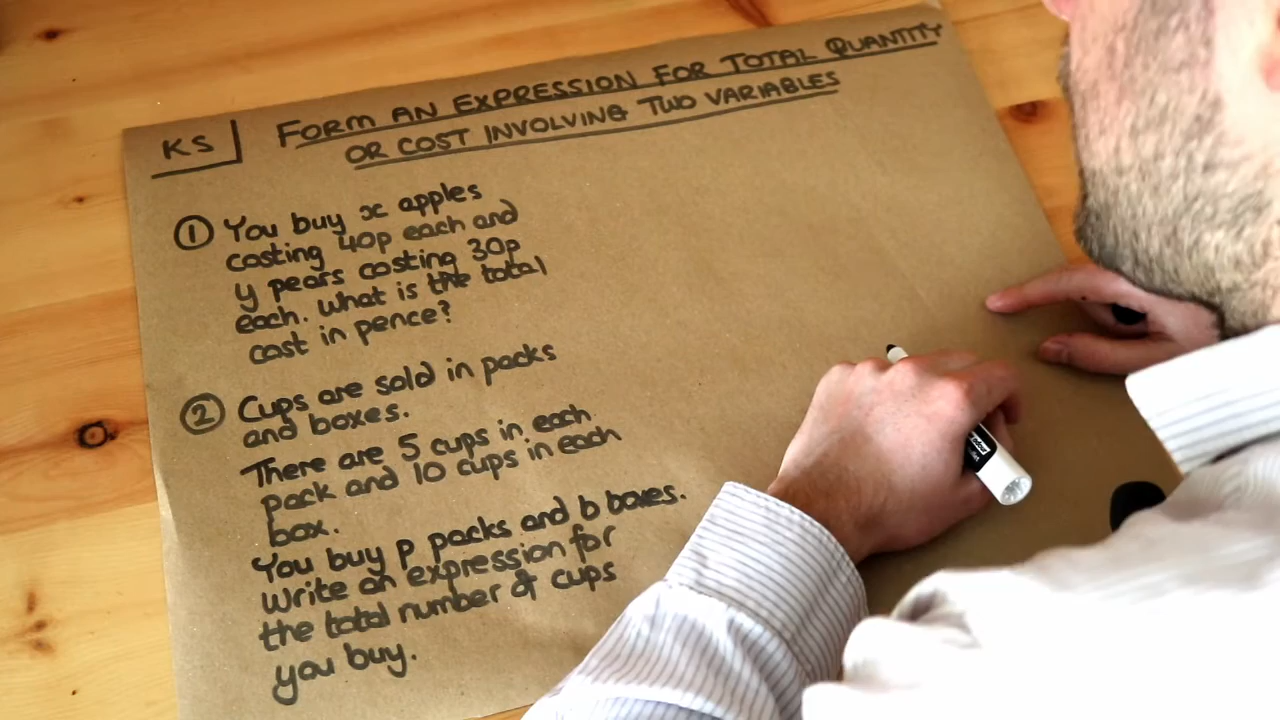 KS
FORM AN EXPRESSION FOR TOTAL QUANTITY
OR COST INVOLVING TWO VARIABLES
① You buy x apples
costing 40p each and
y pears costing 30p
each. What is the total
cost in pence?
② Cups are sold in packs
and boxes.
There are 5 cups in each
pack and 10 cups in each
box.
You buy p packs and b boxes.
Write an expression for
the total number of cups
you buy.